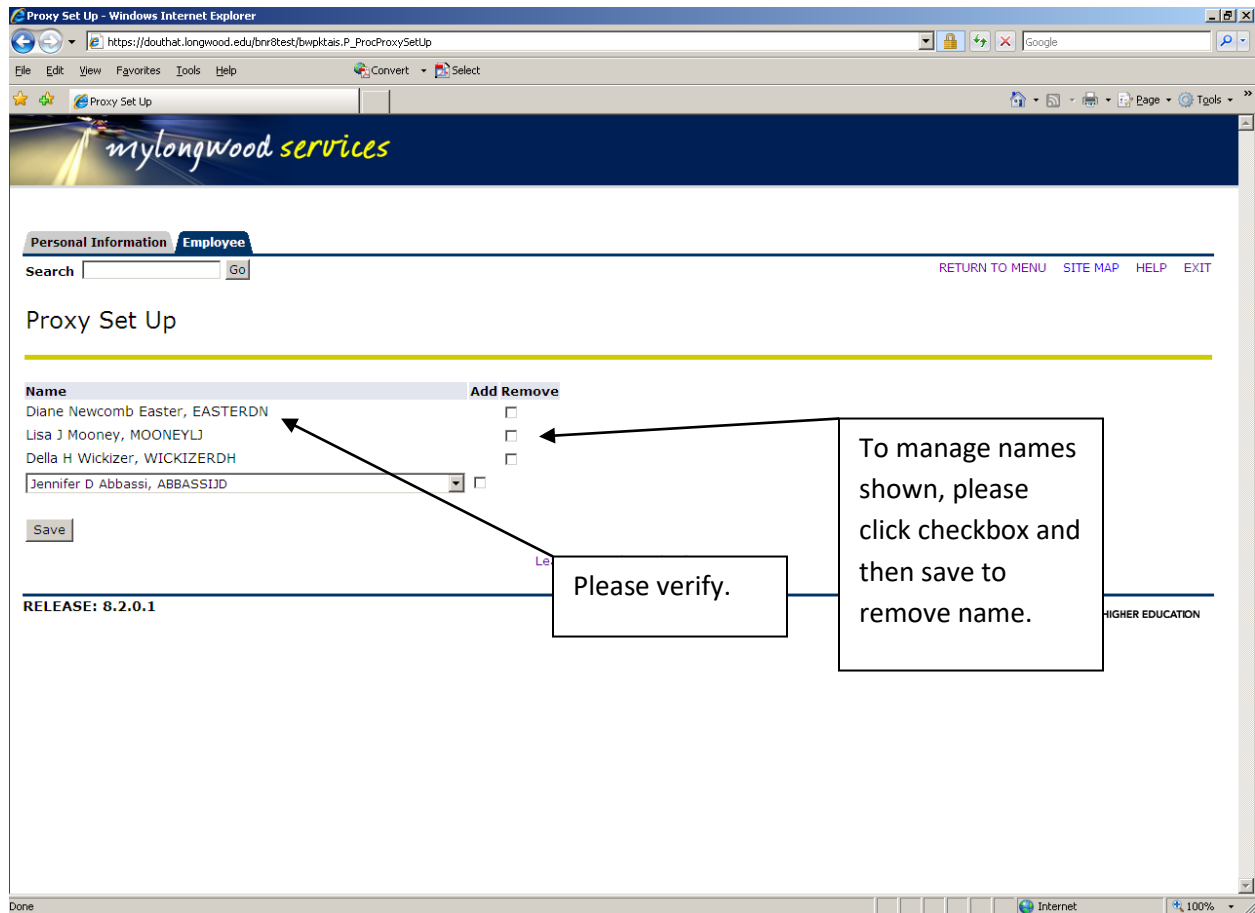 Proxy Set Up - Windows Internet Explorer
https://douthat.longwood.edu/bnr8test/bwpktais.P_ProcProxySetUp
Google
File Edit View Favorites Tools Help Convert Select
Proxy Set Up
Page Tools
mylongwood services
Personal Information Employee
Search Go
RETURN TO MENU SITE MAP HELP EXIT
Proxy Set Up
Name Add Remove
Diane Newcomb Easter, EASTERDN
Lisa J Mooney, MOONEYLJ
Della H Wickizer, WICKIZERDH
Jennifer D Abbassi, ABBASSIJD
Save
To manage names
shown, please
click checkbox and
then save to
remove name.
Please verify.
RELEASE: 8.2.0.1
HIGHER EDUCATION
Done
Internet
100%